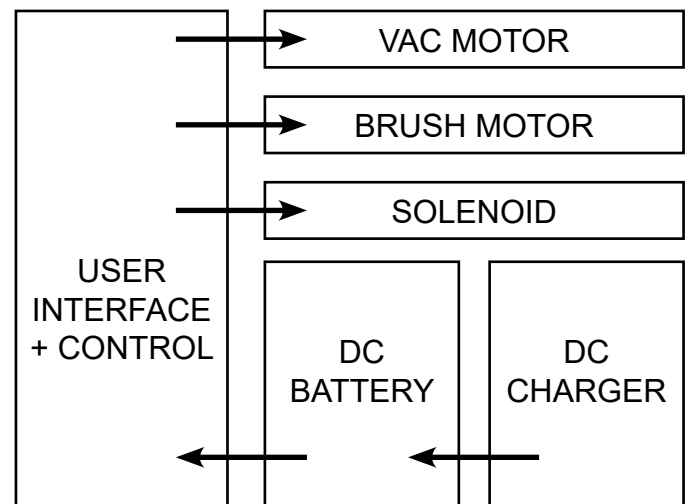 VAC MOTOR
BRUSH MOTOR
SOLENOID
USER
INTERFACE
+ CONTROL
DC
BATTERY
DC
CHARGER